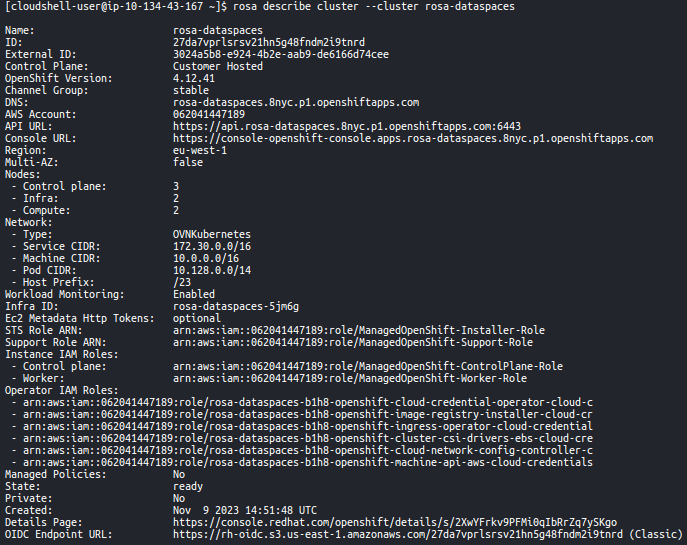 [cloudshell-user@ip-10-134-43-167 ~]$ rosa describe cluster --cluster rosa-dataspaces
Name: rosa-dataspaces
ID: 27da7vprlsrsv21hn5g48fndm2i9tnrd
External ID: 3024a5b8-e924-4b2e-aab9-de6166d74cee
Control Plane: Customer Hosted
OpenShift Version: 4.12.41
Channel Group: stable
DNS: rosa-dataspaces.8nyc.p1.openshiftapps.com
AWS Account: 062041447189
API URL: https://api.rosa-dataspaces.8nyc.p1.openshiftapps.com:6443
Console URL: https://console-openshift-console.apps.rosa-dataspaces.8nyc.p1.openshiftapps.com
Region: eu-west-1
Multi-AZ: false
Nodes:
- Control plane: 3
- Infra: 2
- Compute: 2
Network:
- Type: OVNKubernetes
- Service CIDR: 172.30.0.0/16
- Machine CIDR: 10.0.0.0/16
- Pod CIDR: 10.128.0.0/14
- Host Prefix: /23
Workload Monitoring: Enabled
Infra ID: rosa-dataspaces-5jm6g
Ec2 Metadata Http Tokens: optional
STS Role ARN: arn:aws:iam::062041447189:role/ManagedOpenShift-Installer-Role
Support Role ARN: arn:aws:iam::062041447189:role/ManagedOpenShift-Support-Role
Instance IAM Roles:
- Control plane: arn:aws:iam::062041447189:role/ManagedOpenShift-ControlPlane-Role
- Worker: arn:aws:iam::062041447189:role/ManagedOpenShift-Worker-Role
Operator IAM Roles:
- arn:aws:iam::062041447189:role/rosa-dataspaces-b1h8-openshift-cloud-credential-operator-cloud-c
- arn:aws:iam::062041447189:role/rosa-dataspaces-b1h8-openshift-image-registry-installer-cloud-cr
- arn:aws:iam::062041447189:role/rosa-dataspaces-b1h8-openshift-ingress-operator-cloud-credential
- arn:aws:iam::062041447189:role/rosa-dataspaces-b1h8-openshift-cluster-csi-drivers-ebs-cloud-cre
- arn:aws:iam::062041447189:role/rosa-dataspaces-b1h8-openshift-cloud-network-config-controller-c
- arn:aws:iam::062041447189:role/rosa-dataspaces-b1h8-openshift-machine-api-aws-cloud-credentials
Managed Policies: No
State: ready
Private: No
Created: Nov  9 2023 14:51:48 UTC
Details Page: https://console.redhat.com/openshift/details/s/2XwYFrkv9PFMi0qIbRrZq7ySKgo
OIDC Endpoint URL: https://rh-oidc.s3.us-east-1.amazonaws.com/27da7vprlsrsv21hn5g48fndm2i9tnrd (Classic)